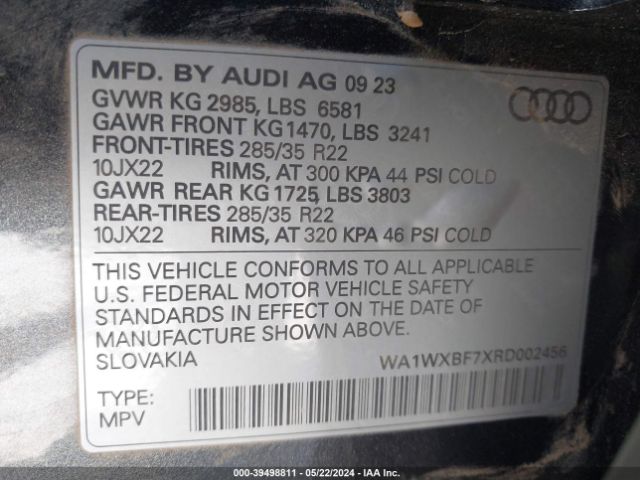 MFD. BY AUDI AG 09 23
GVWR KG 2985, LBS 6581
GAWR FRONT KG 1470, LBS 3241
FRONT-TIRES 285/35 R22
10JX22 RIMS, AT 300 KPA 44 PSI COLD
GAWR REAR KG 1725, LBS 3803
REAR-TIRES 285/35 R22
10JX22 RIMS, AT 320 KPA 46 PSI COLD
THIS VEHICLE CONFORMS TO ALL APPLICABLE
U.S. FEDERAL MOTOR VEHICLE SAFETY
STANDARDS IN EFFECT ON THE DATE OF
MANUFACTURE SHOWN ABOVE.
SLOVAKIA WA1WXBF7XRD002456
TYPE:
MPV
000-39498811 - 05/22/2024 - IAA Inc.